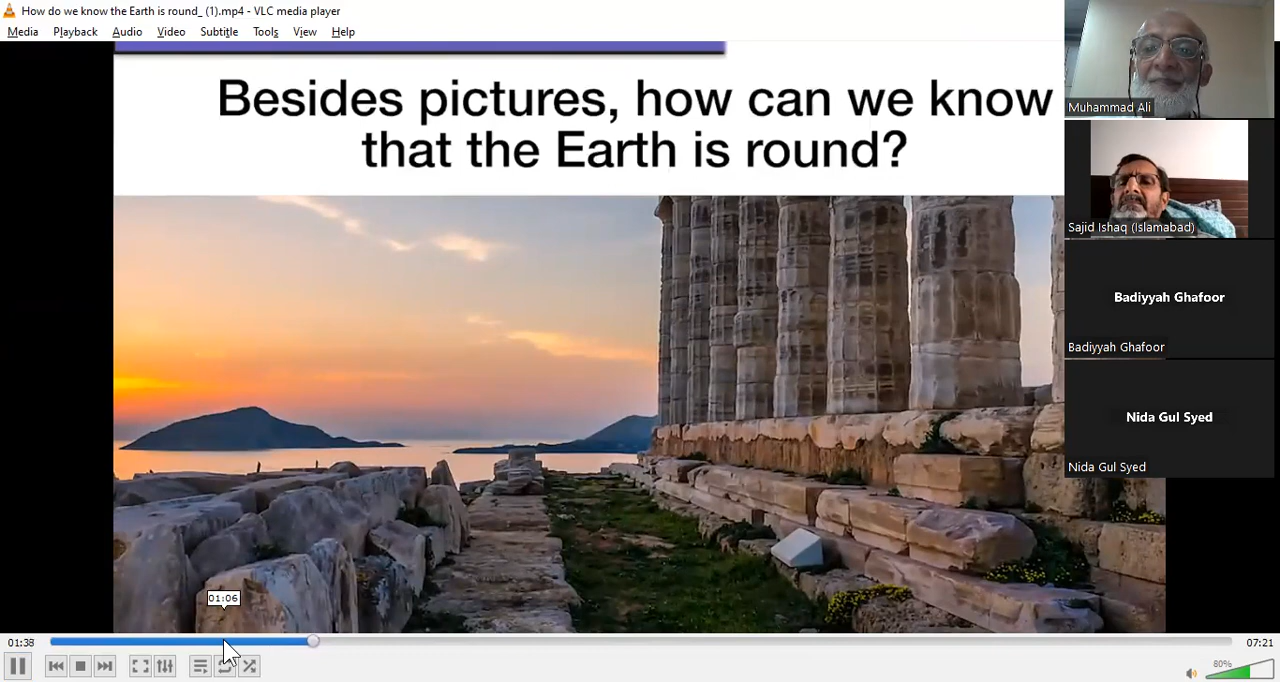 How do we know the Earth is round_ (1).mp4 - VLC media player
Media Playback Audio Video Subtitle Tools View Help
Besides pictures, how can we know
that the Earth is round?
Muhammad Ali
Sajid Ishaq (Islamabad)
Badiyyah Ghafoor
Badiyyah Ghafoor
Nida Gul Syed
Nida Gul Syed
01:06
01:38
07:21
80%